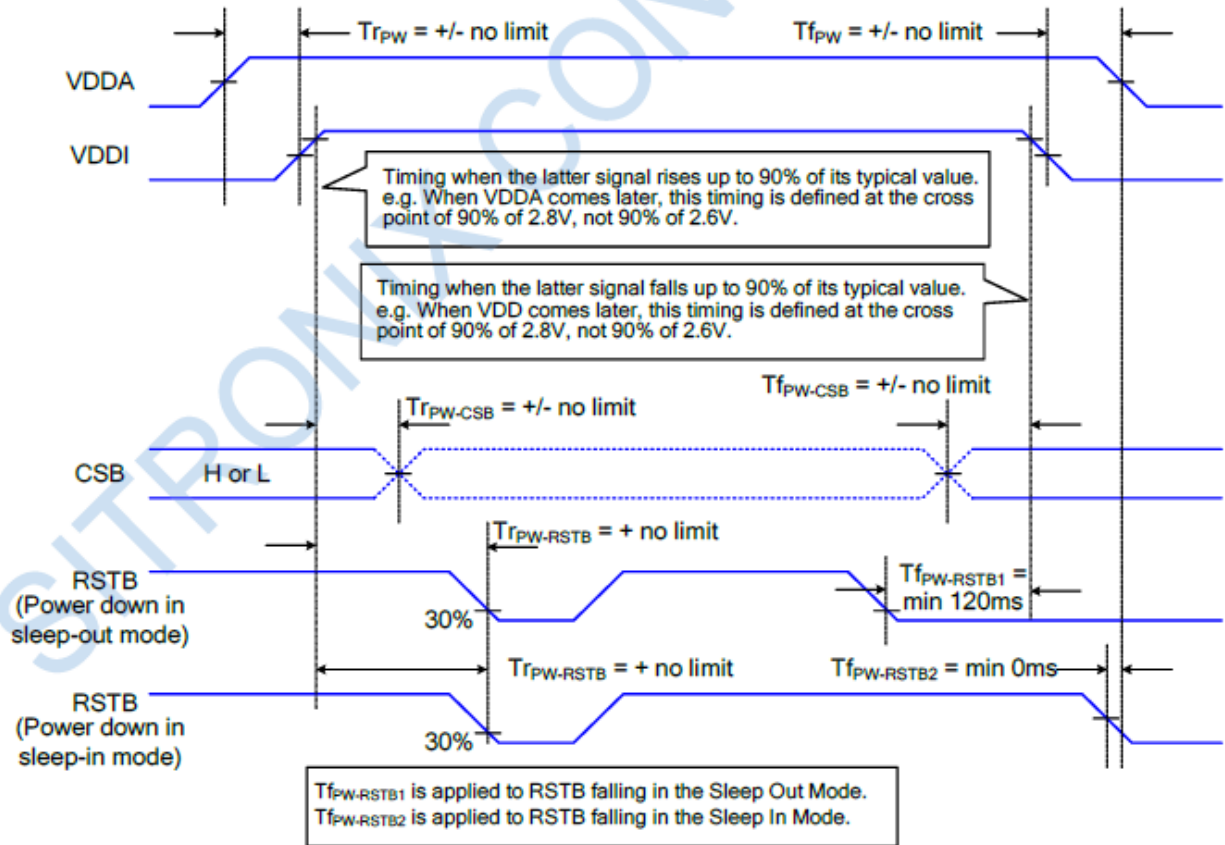 TrPW = +/- no limit
TfPW = +/- no limit
VDDA
VDDI
Timing when the latter signal rises up to 90% of its typical value.
e.g. When VDDA comes later, this timing is defined at the cross
point of 90% of 2.8V, not 90% of 2.6V.
Timing when the latter signal falls up to 90% of its typical value.
e.g. When VDD comes later, this timing is defined at the cross
point of 90% of 2.8V, not 90% of 2.6V.
TrPW-CSB = +/- no limit
TfPW-CSB = +/- no limit
CSB
H or L
TrPW-RSTB = + no limit
RSTB
(Power down in
sleep-out mode)
30%
TfPW-RSTB1 =
min 120ms
TrPW-RSTB = + no limit
TfPW-RSTB2 = min 0ms
RSTB
(Power down in
sleep-in mode)
30%
TfPW-RSTB1 is applied to RSTB falling in the Sleep Out Mode.
TfPW-RSTB2 is applied to RSTB falling in the Sleep In Mode.
SITRONIX